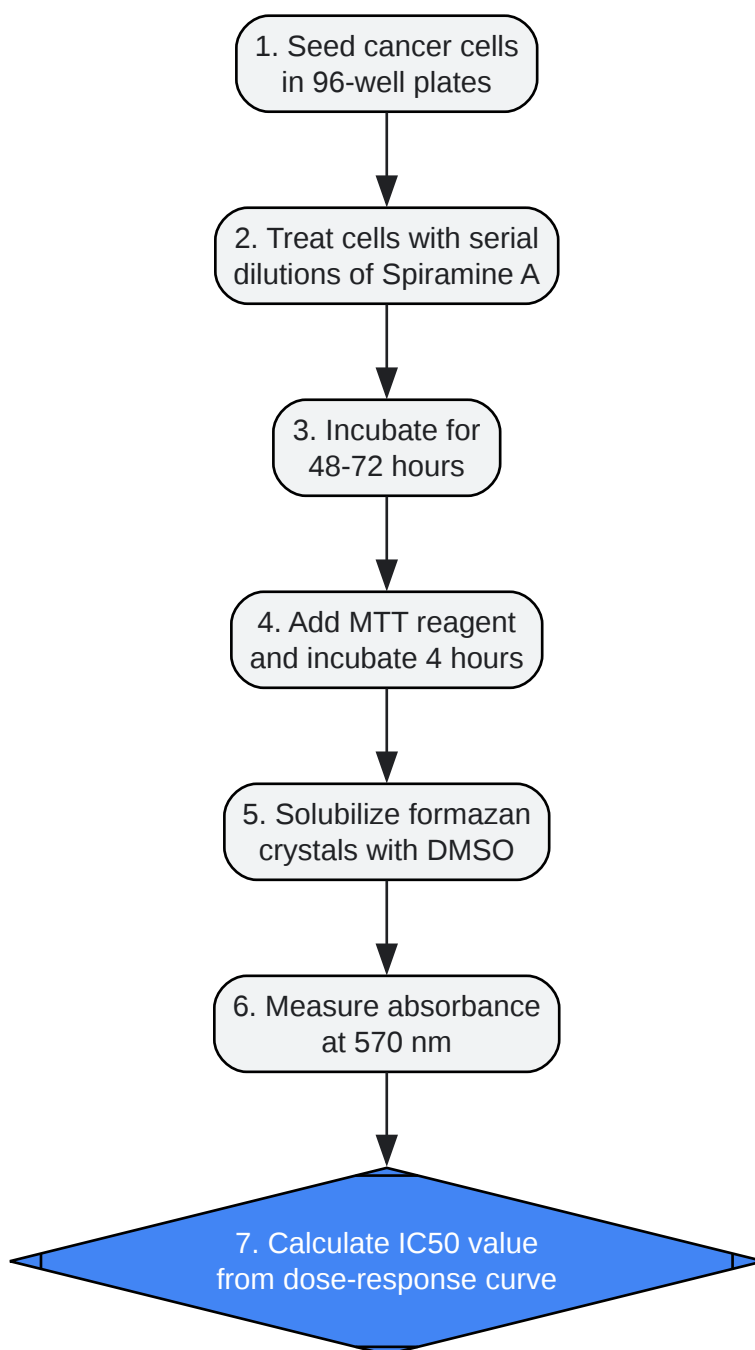 1. Seed cancer cells
in 96-well plates
2. Treat cells with serial
dilutions of Spiramine A
3. Incubate for
48-72 hours
4. Add MTT reagent
and incubate 4 hours
5. Solubilize formazan
crystals with DMSO
6. Measure absorbance
at 570 nm
7. Calculate IC50 value
from dose-response curve